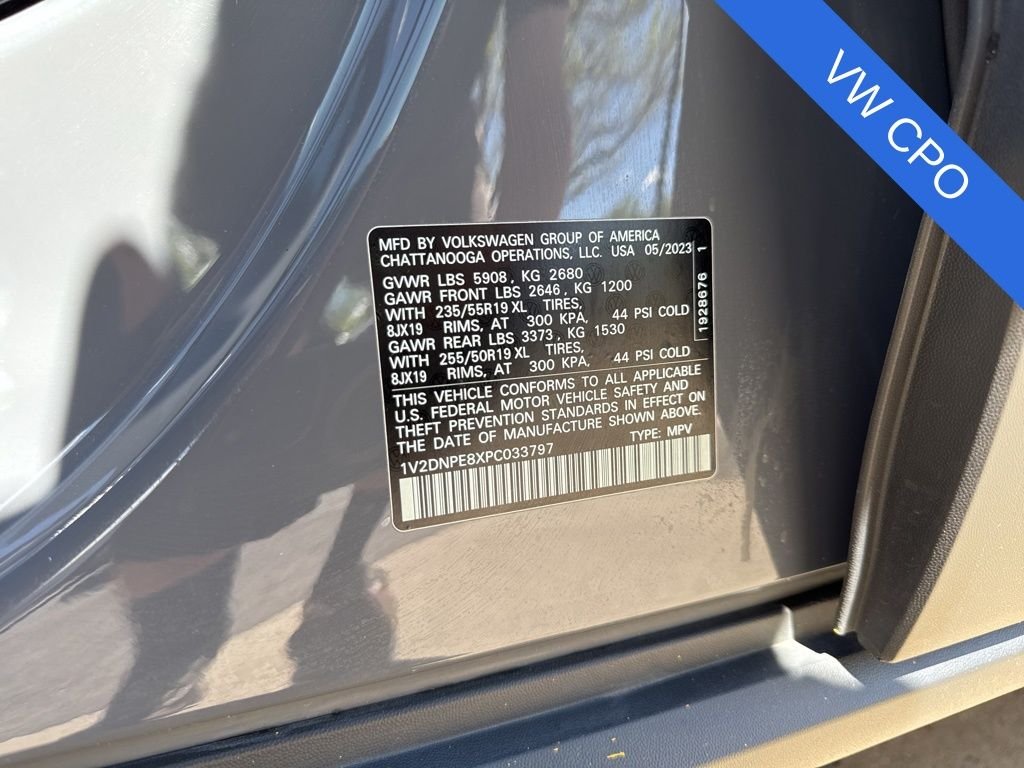 VW CPO
MFD BY VOLKSWAGEN GROUP OF AMERICA
CHATTANOOGA OPERATIONS, LLC. USA 05/2023
GVWR LBS 5908, KG 2680
GAWR FRONT LBS 2646, KG 1200
WITH 235/55R19 XL TIRES,
8JX19 RIMS, AT 300 KPA, 44 PSI COLD
GAWR REAR LBS 3373, KG 1530
WITH 255/50R19 XL TIRES,
8JX19 RIMS, AT 300 KPA, 44 PSI COLD
THIS VEHICLE CONFORMS TO ALL APPLICABLE
U.S. FEDERAL MOTOR VEHICLE SAFETY AND
THEFT PREVENTION STANDARDS IN EFFECT ON
THE DATE OF MANUFACTURE SHOWN ABOVE.
1V2DNPE8XPC033797 TYPE: MPV
1928676 1